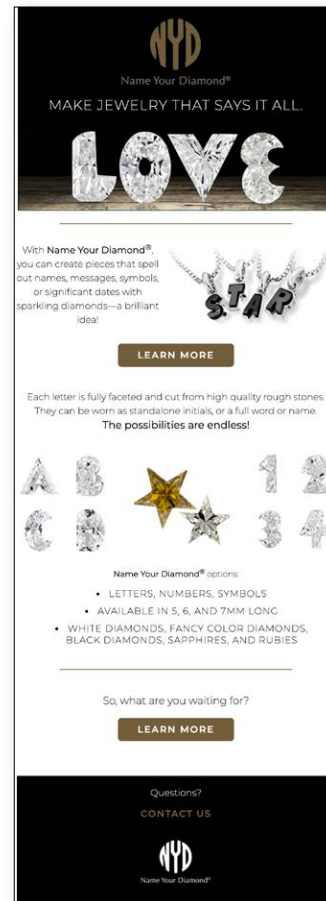 NYD
Name Your Diamond®
MAKE JEWELRY THAT SAYS IT ALL.
LOVE
With Name Your Diamond®,
you can create pieces that spell
out names, messages, symbols,
or significant dates with
sparkling diamonds—a brilliant
idea!
STAR
LEARN MORE
Each letter is fully faceted and cut from high quality rough stones.
They can be worn as standalone initials, or a full word or name.
The possibilities are endless!
A B 1 2
C D 3 4
Name Your Diamond® options:
• LETTERS, NUMBERS, SYMBOLS
• AVAILABLE IN 5, 6, AND 7MM LONG
• WHITE DIAMONDS, FANCY COLOR DIAMONDS,
BLACK DIAMONDS, SAPPHIRES, AND RUBIES
So, what are you waiting for?
LEARN MORE
Questions?
CONTACT US
NYD
Name Your Diamond®